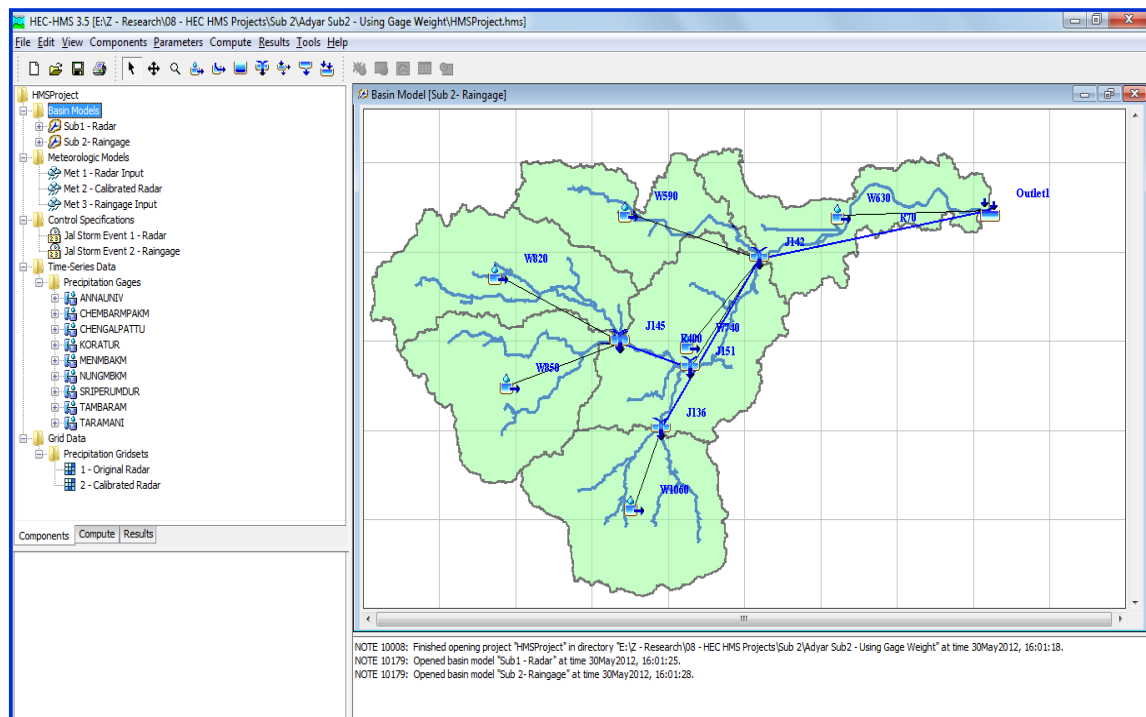 HEC-HMS 3.5 [E:\Z - Research\08 - HEC HMS Projects\Sub 2\Adyar Sub2 - Using Gage Weight\HMSProject.hms]
File Edit View Components Parameters Compute Results Tools Help
HMSProject
Basin Models
Sub1 - Radar
Sub 2- Raingage
Meteorologic Models
Met 1 - Radar Input
Met 2 - Calibrated Radar
Met 3 - Raingage Input
Control Specifications
Jal Storm Event 1 - Radar
Jal Storm Event 2 - Raingage
Time-Series Data
Precipitation Gages
ANNAUNIV
CHEMBARMPAKM
CHENGALPATTU
KORATUR
MENMBAKM
NUNGMBKM
SRIPERUMDUR
TAMBARAM
TARAMANI
Grid Data
Precipitation Gridsets
1 - Original Radar
2 - Calibrated Radar
Components Compute Results
Basin Model [Sub 2- Raingage]
W590
W630
Outlet1
R70
J142
W820
J145
W740
R400
J151
W850
J136
W1060
NOTE 10008: Finished opening project "HMSProject" in directory "E:\Z - Research\08 - HEC HMS Projects\Sub 2\Adyar Sub2 - Using Gage Weight" at time 30May2012, 16:01:18.
NOTE 10179: Opened basin model "Sub1 - Radar" at time 30May2012, 16:01:25.
NOTE 10179: Opened basin model "Sub 2- Raingage" at time 30May2012, 16:01:28.